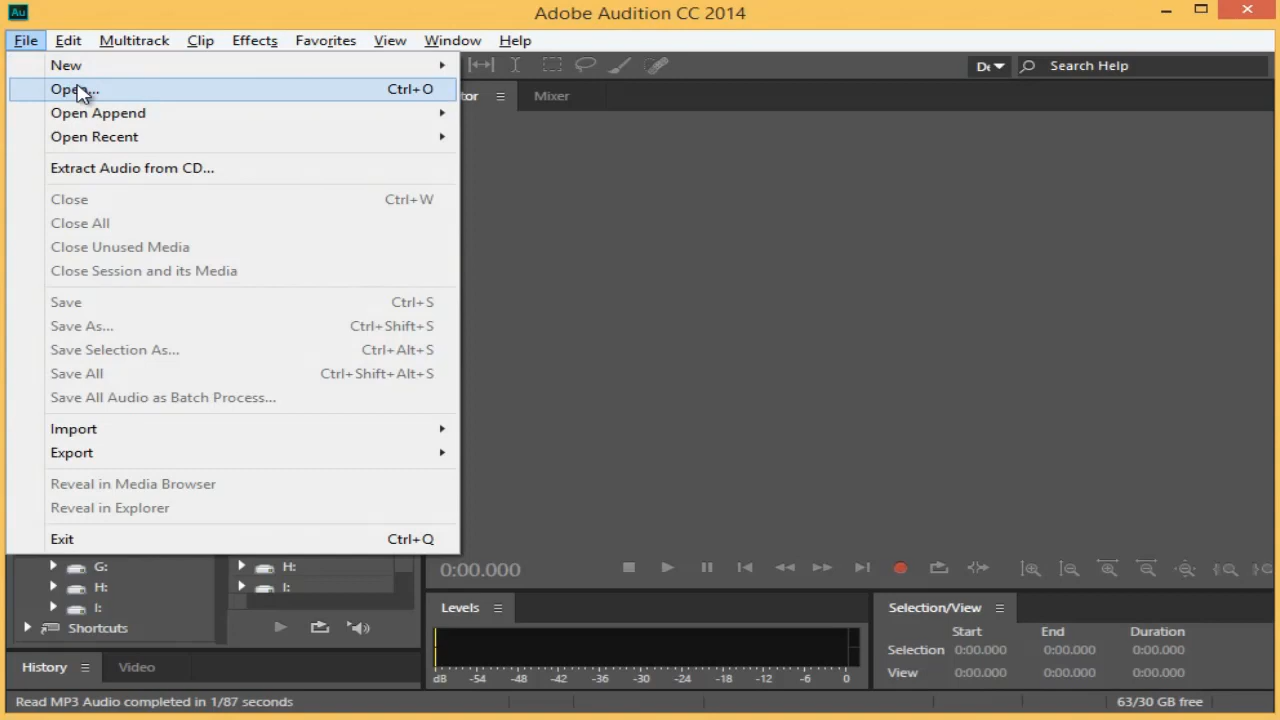 Au
Adobe Audition CC 2014
File Edit Multitrack Clip Effects Favorites View Window Help
New
Open... Ctrl+O
Open Append
Open Recent
Extract Audio from CD...
Close Ctrl+W
Close All
Close Unused Media
Close Session and its Media
Save Ctrl+S
Save As... Ctrl+Shift+S
Save Selection As... Ctrl+Alt+S
Save All Ctrl+Shift+Alt+S
Save All Audio as Batch Process...
Import
Export
Reveal in Media Browser
Reveal in Explorer
Exit Ctrl+Q
Search Help
Mixer
G: H:
H: I:
I:
Shortcuts
0:00.000
Levels
dB -54 -48 -42 -36 -30 -24 -18 -12 -6 0
Selection/View
Start End Duration
Selection 0:00.000 0:00.000 0:00.000
View 0:00.000 0:00.000 0:00.000
History Video
Read MP3 Audio completed in 1/87 seconds
63/30 GB free